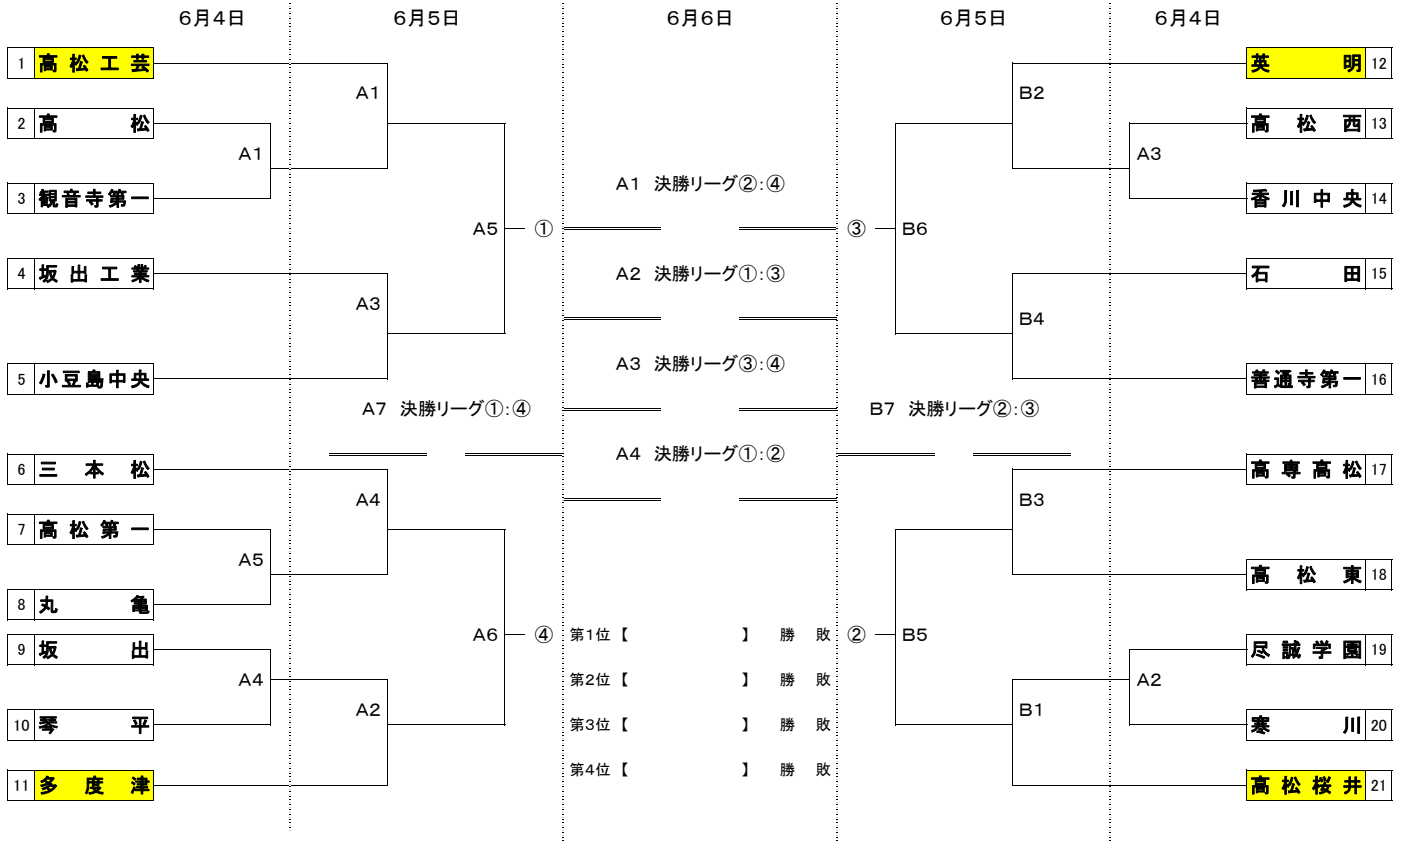 6月4日 6月5日 6月6日 6月5日 6月4日
1 高松工芸 英明 12
A1 B2
2 高松 高松西 13
A1 A3
A1 決勝リーグ②:④
3 観音寺第一 香川中央 14
A5 ① ③ B6
4 坂出工業 A2 決勝リーグ①:③ 石田 15
A3 B4
A3 決勝リーグ③:④
5 小豆島中央 善通寺第一 16
A7 決勝リーグ①:④ B7 決勝リーグ②:③
A4 決勝リーグ①:②
6 三本松 高専高松 17
A4 B3
7 高松第一
A5
高松東 18
8 丸亀
A6 ④ 第1位【 】 勝 敗 ② B5
9 坂出 尽誠学園 19
A4 第2位【 】 勝 敗 A2
A2 B1
10 琴平 第3位【 】 勝 敗 寒川 20
第4位【 】 勝 敗
11 多度津 高松桜井 21